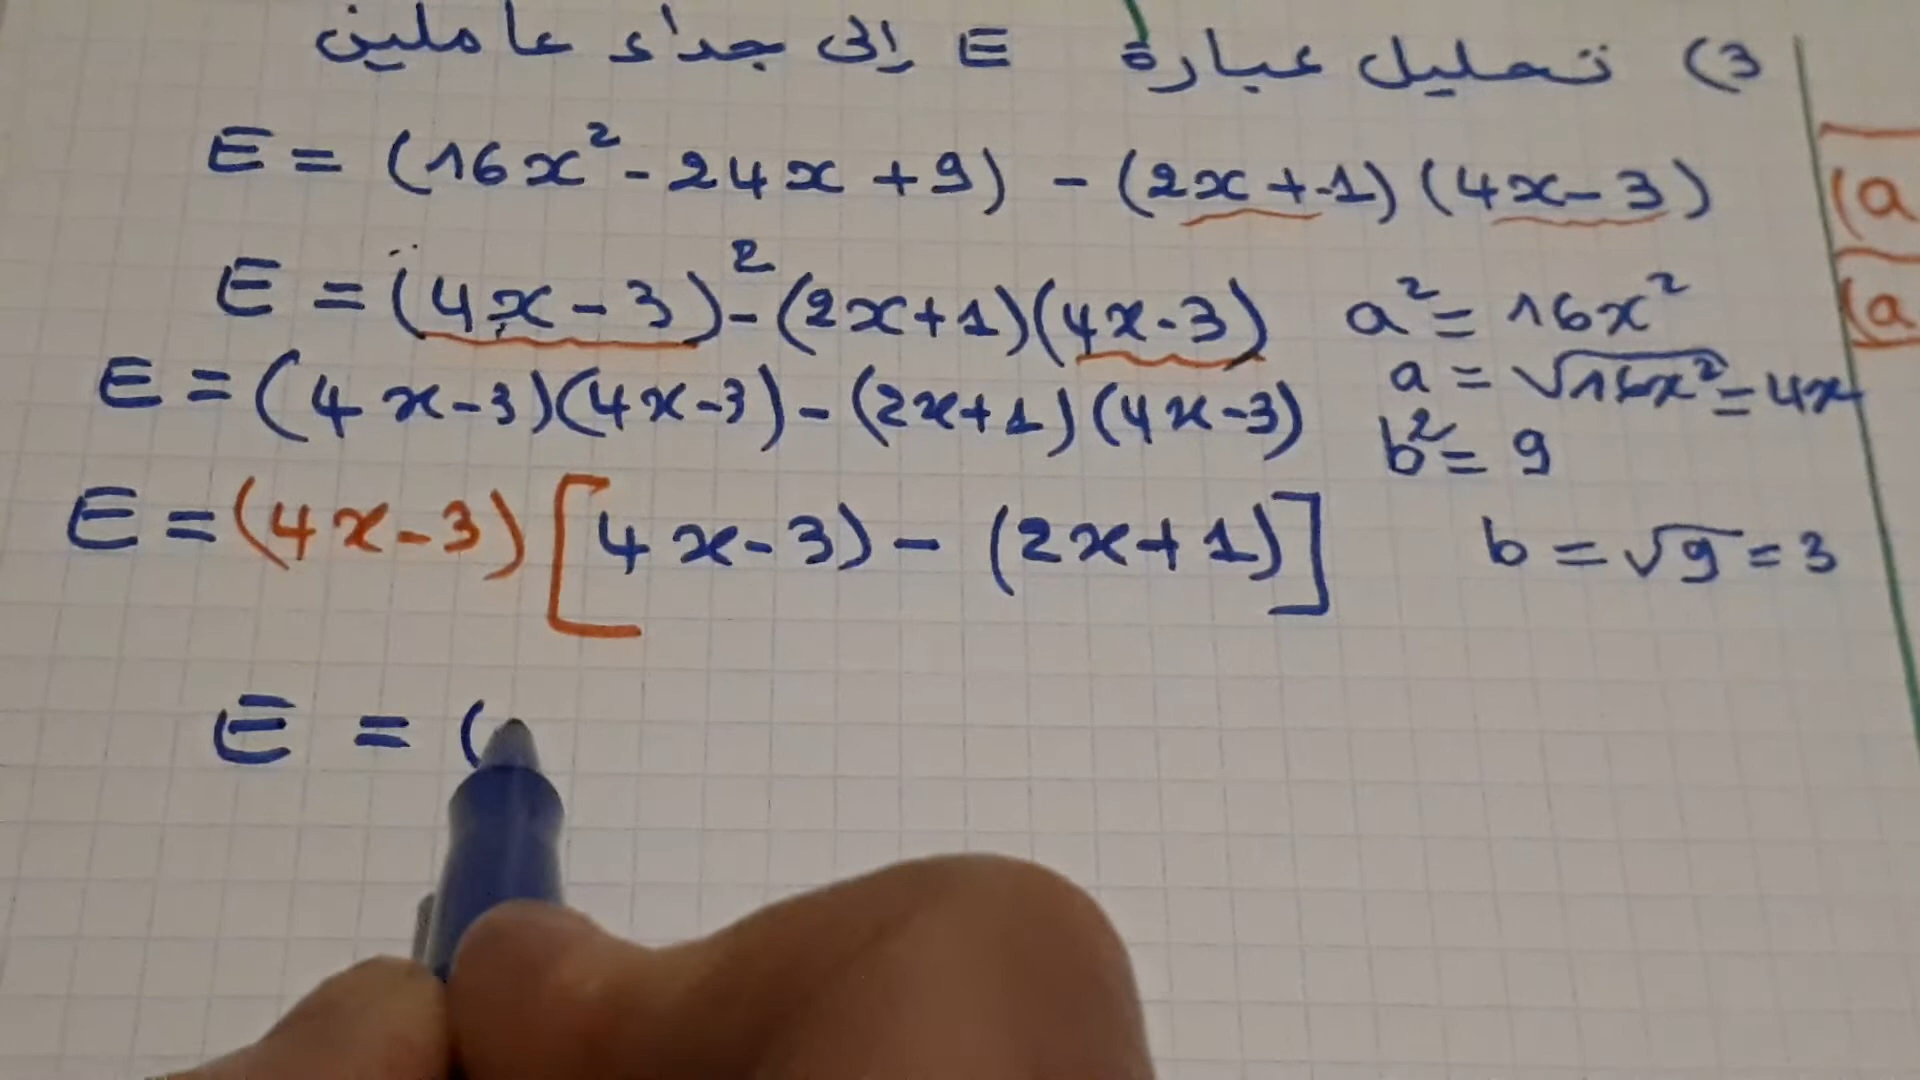 3) تحليل عبارة E إلى جداء عاملين
E = (16x² - 24x + 9) - (2x + 1)(4x - 3)
E = (4x - 3)² - (2x + 1)(4x - 3)
a² = 16x²
E = (4x - 3)(4x - 3) - (2x + 1)(4x - 3)
a = √16x² = 4x
b² = 9
E = (4x - 3)[4x - 3) - (2x + 1)]
b = √9 = 3
E = (
(a
(a